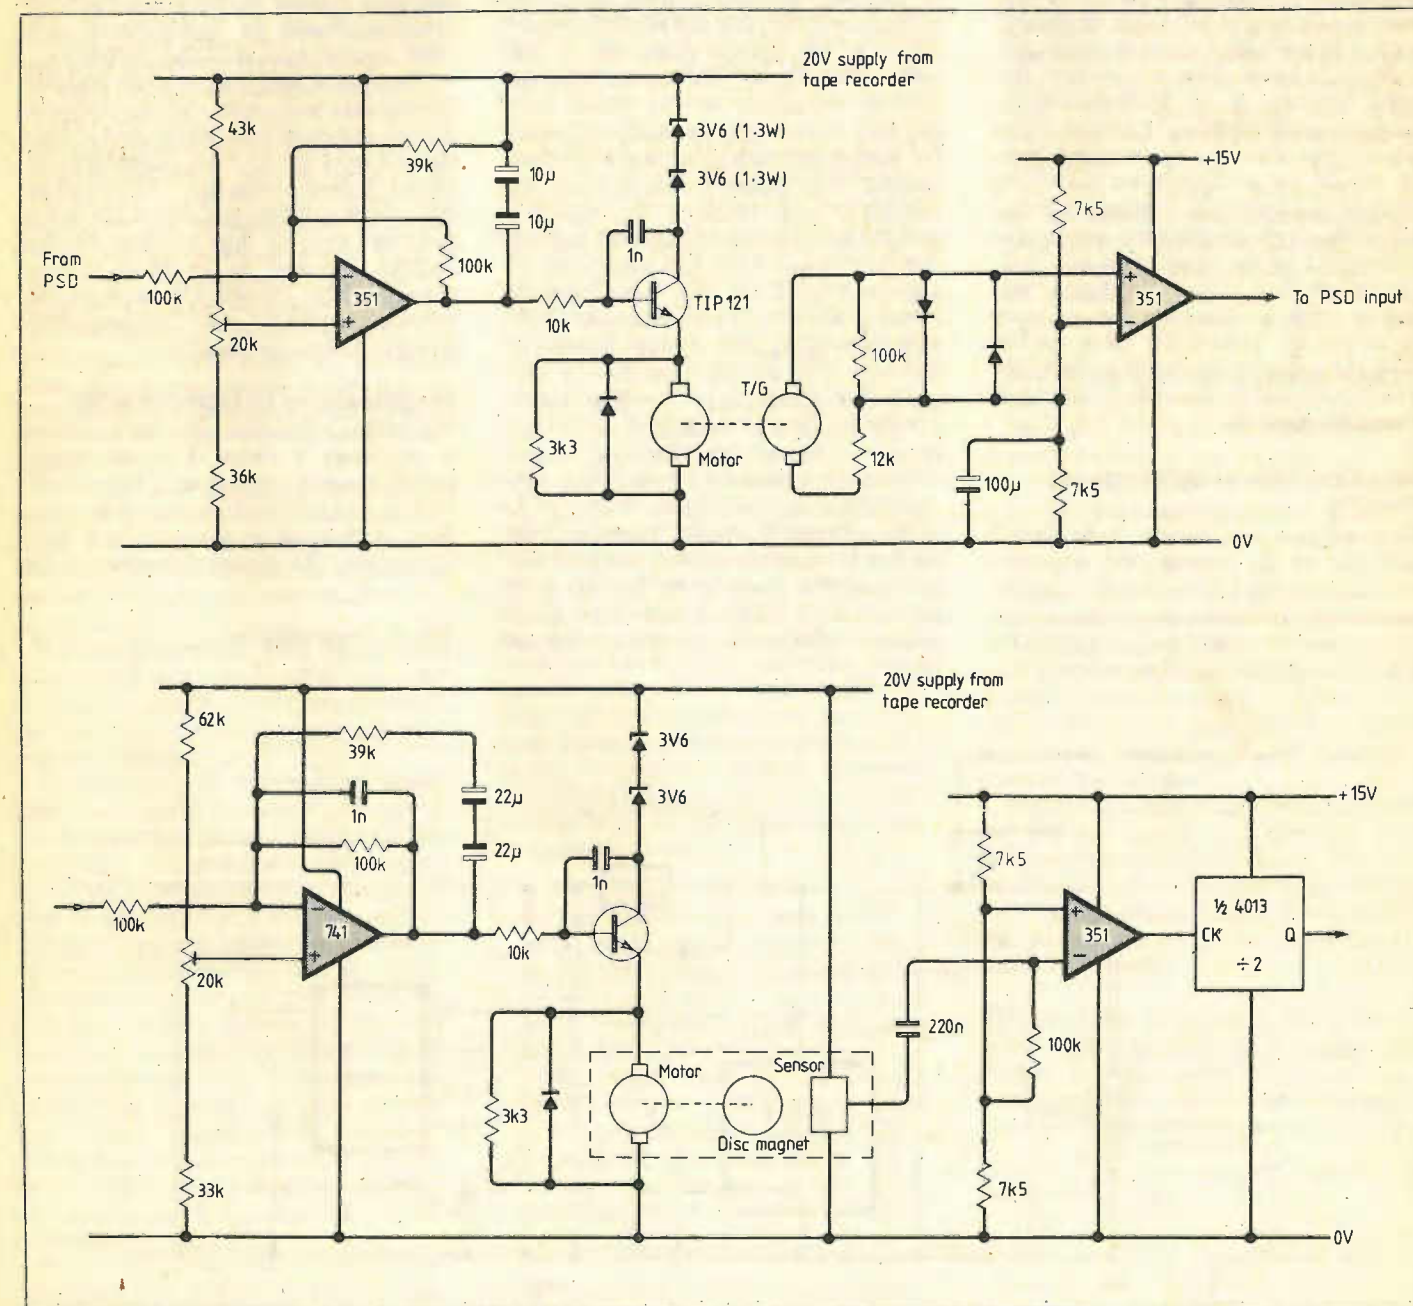 20V supply from
tape recorder
43k
39k
10µ
10µ
3V6 (1·3W)
3V6 (1·3W)
1n
From
PSD
100k
−
+
351
100k
10k
TIP121
20k
36k
3k3
Motor
T/G
100k
12k
+15V
7k5
+
−
351
To PSD input
100µ
7k5
0V
20V supply from
tape recorder
62k
39k
1n
100k
22µ
22µ
3V6
3V6
1n
100k
−
+
741
10k
20k
33k
3k3
Motor
Sensor
Disc magnet
220n
+15V
7k5
+
−
351
½ 4013
CK
Q
÷2
100k
7k5
0V